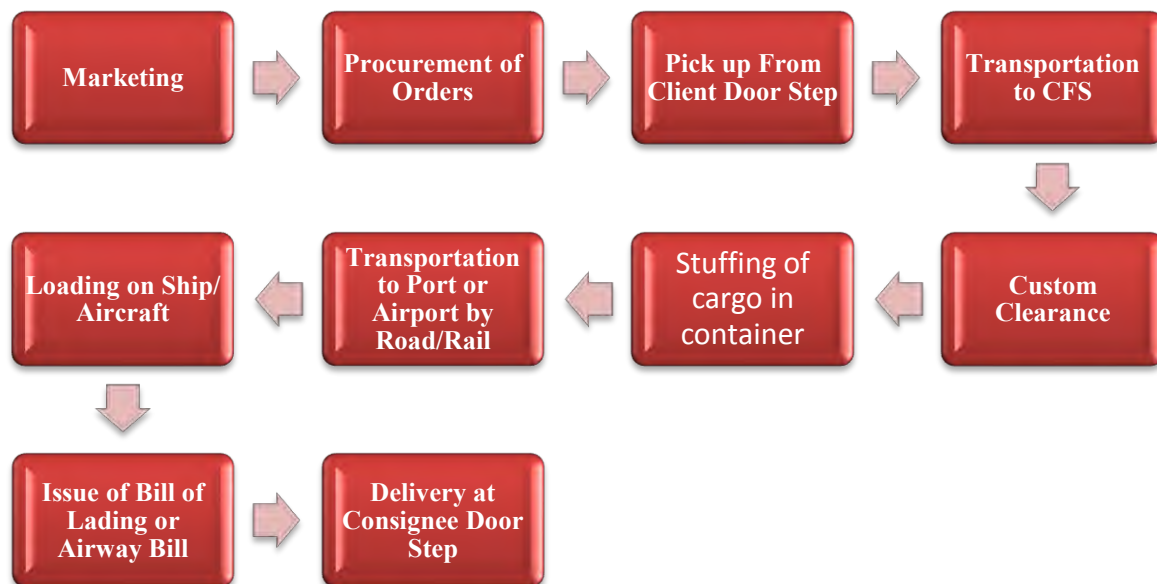 Marketing
Procurement of
Orders
Pick up From
Client Door Step
Transportation
to CFS
Custom
Clearance
Stuffing of
cargo in
container
Transportation
to Port or
Airport by
Road/Rail
Loading on Ship/
Aircraft
Issue of Bill of
Lading or
Airway Bill
Delivery at
Consignee Door
Step